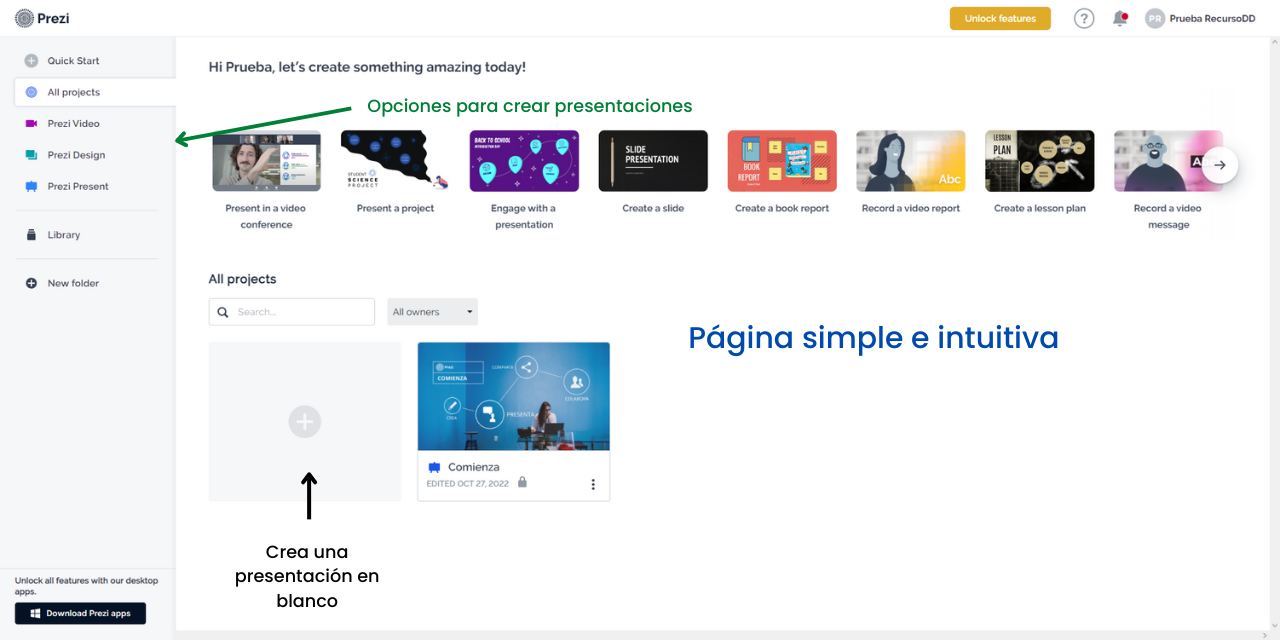 Prezi
Unlock features
?
PR
Prueba RecursoDD
Quick Start
All projects
Prezi Video
Prezi Design
Prezi Present
Library
New folder
Unlock all features with our desktop
apps.
Download Prezi apps
Hi Prueba, let's create something amazing today!
Opciones para crear presentaciones
STUDENT
SCIENCE
PROJECT
BACK TO SCHOOL
INFORMATION DAY
SLIDE
PRESENTATION
BOOK
REPORT
Abc
LESSON
PLAN
Present in a video
conference
Present a project
Engage with a
presentation
Create a slide
Create a book report
Record a video report
Create a lesson plan
Record a video
message
All projects
Search...
All owners
Página simple e intuitiva
Prezi
COMIENZA
COMPARTE
COLABORA
CREA
PRESENTA
Comienza
EDITED OCT 27, 2022
Crea una
presentación en
blanco